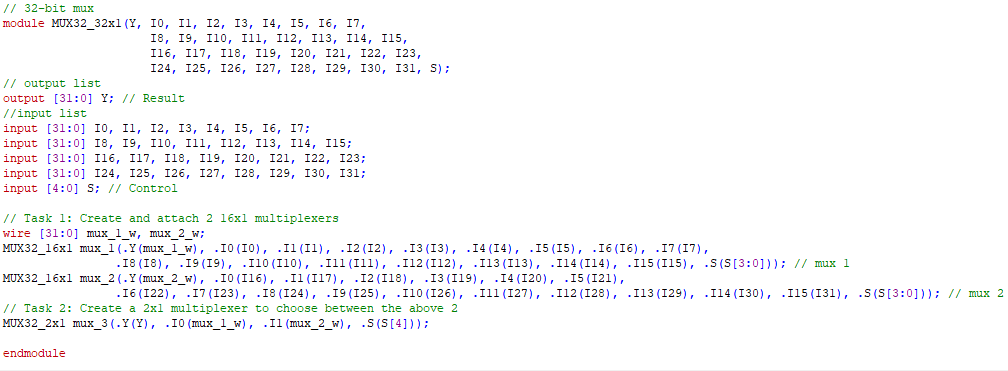 // 32-bit mux
module MUX32_32x1(Y, I0, I1, I2, I3, I4, I5, I6, I7,
I8, I9, I10, I11, I12, I13, I14, I15,
I16, I17, I18, I19, I20, I21, I22, I23,
I24, I25, I26, I27, I28, I29, I30, I31, S);
// output list
output [31:0] Y; // Result
//input list
input [31:0] I0, I1, I2, I3, I4, I5, I6, I7;
input [31:0] I8, I9, I10, I11, I12, I13, I14, I15;
input [31:0] I16, I17, I18, I19, I20, I21, I22, I23;
input [31:0] I24, I25, I26, I27, I28, I29, I30, I31;
input [4:0] S; // Control
// Task 1: Create and attach 2 16x1 multiplexers
wire [31:0] mux_1_w, mux_2_w;
MUX32_16x1 mux_1(.Y(mux_1_w), .I0(I0), .I1(I1), .I2(I2), .I3(I3), .I4(I4), .I5(I5), .I6(I6), .I7(I7),
.I8(I8), .I9(I9), .I10(I10), .I11(I11), .I12(I12), .I13(I13), .I14(I14), .I15(I15), .S(S[3:0])); // mux 1
MUX32_16x1 mux_2(.Y(mux_2_w), .I0(I16), .I1(I17), .I2(I18), .I3(I19), .I4(I20), .I5(I21),
.I6(I22), .I7(I23), .I8(I24), .I9(I25), .I10(I26), .I11(I27), .I12(I28), .I13(I29), .I14(I30), .I15(I31), .S(S[3:0])); // mux 2
// Task 2: Create a 2x1 multiplexer to choose between the above 2
MUX32_2x1 mux_3(.Y(Y), .I0(mux_1_w), .I1(mux_2_w), .S(S[4]));
endmodule